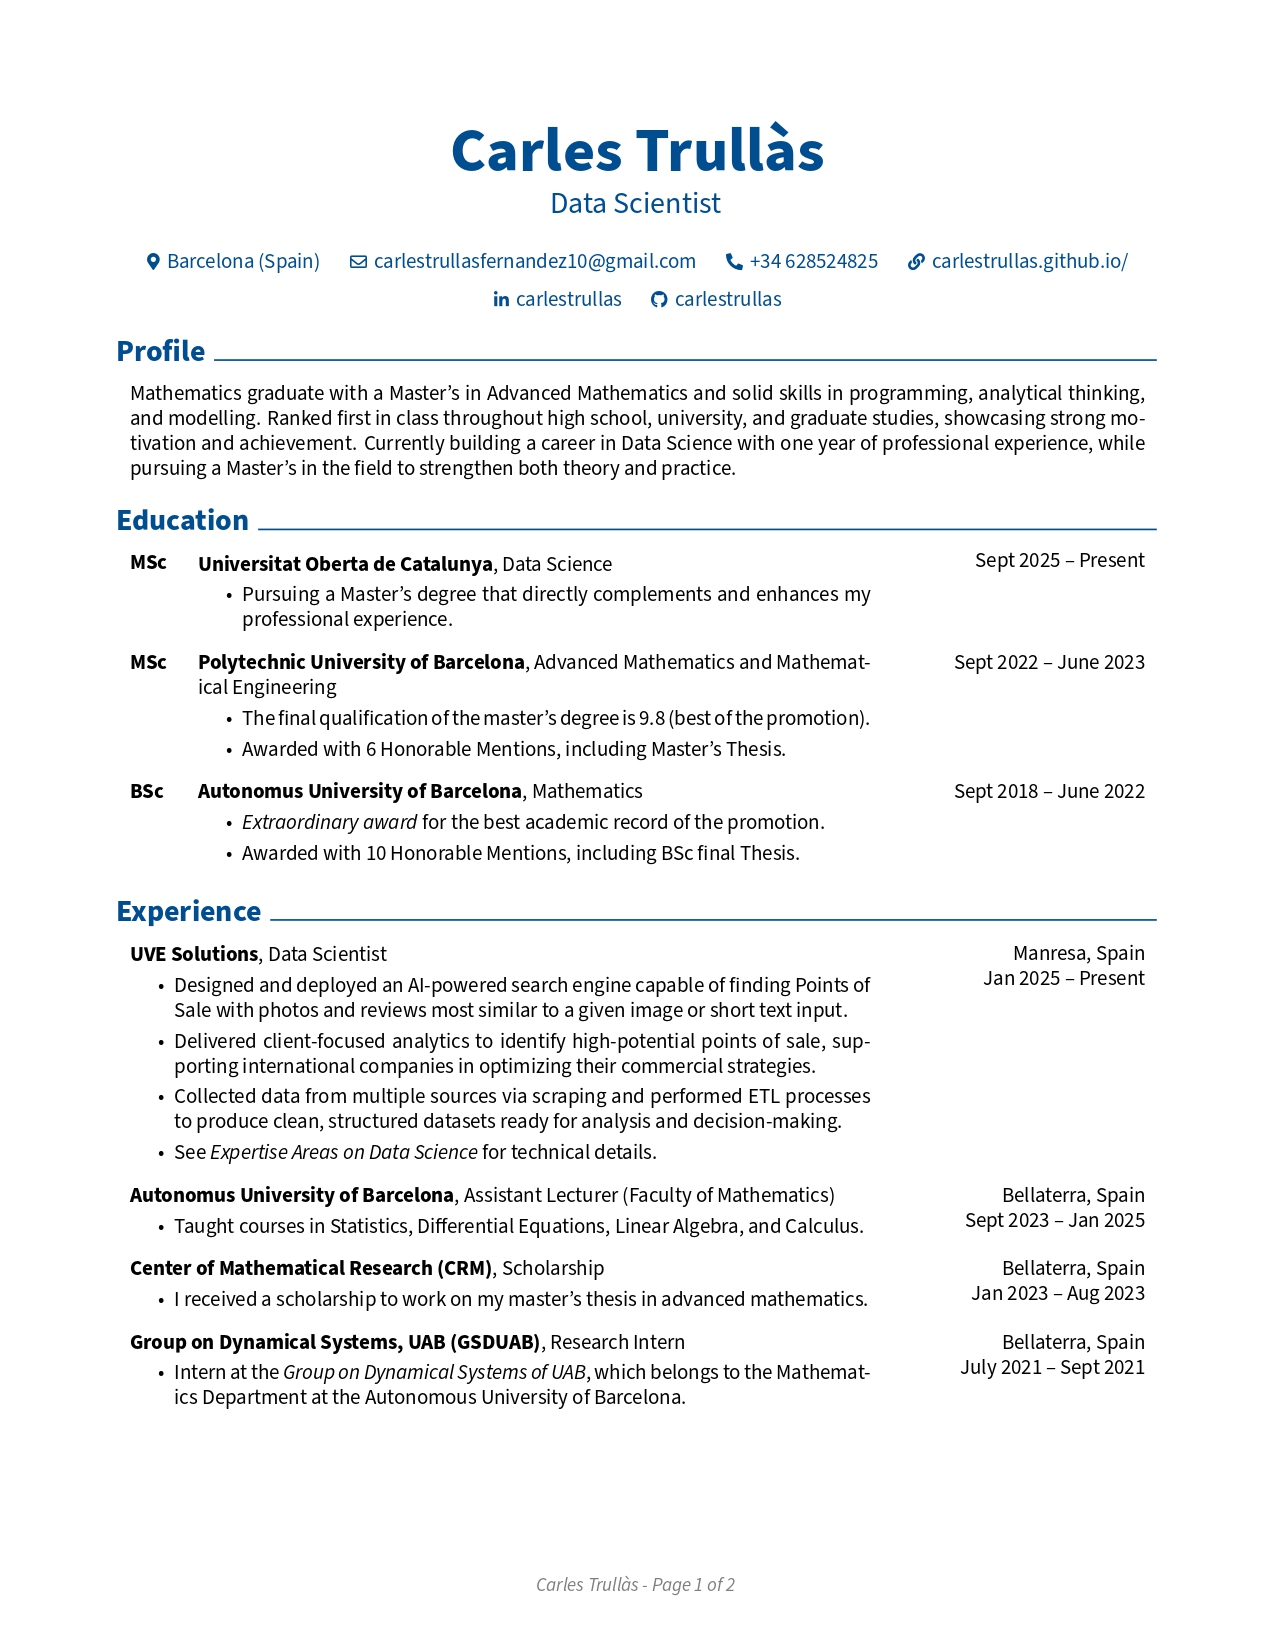 Carles Trullàs
Data Scientist
Barcelona (Spain) carlestrullasfernandez10@gmail.com +34 628524825 carlestrullas.github.io/
carlestrullas carlestrullas
Profile
Mathematics graduate with a Master’s in Advanced Mathematics and solid skills in programming, analytical thinking,
and modelling. Ranked first in class throughout high school, university, and graduate studies, showcasing strong mo-
tivation and achievement. Currently building a career in Data Science with one year of professional experience, while
pursuing a Master’s in the field to strengthen both theory and practice.
Education
MSc Universitat Oberta de Catalunya, Data Science Sept 2025 – Present
• Pursuing a Master’s degree that directly complements and enhances my
professional experience.
MSc Polytechnic University of Barcelona, Advanced Mathematics and Mathemat- Sept 2022 – June 2023
ical Engineering
• The final qualification of the master’s degree is 9.8 (best of the promotion).
• Awarded with 6 Honorable Mentions, including Master’s Thesis.
BSc Autonomus University of Barcelona, Mathematics Sept 2018 – June 2022
• Extraordinary award for the best academic record of the promotion.
• Awarded with 10 Honorable Mentions, including BSc final Thesis.
Experience
UVE Solutions, Data Scientist Manresa, Spain
Jan 2025 – Present
• Designed and deployed an AI-powered search engine capable of finding Points of
Sale with photos and reviews most similar to a given image or short text input.
• Delivered client-focused analytics to identify high-potential points of sale, sup-
porting international companies in optimizing their commercial strategies.
• Collected data from multiple sources via scraping and performed ETL processes
to produce clean, structured datasets ready for analysis and decision-making.
• See Expertise Areas on Data Science for technical details.
Autonomus University of Barcelona, Assistant Lecturer (Faculty of Mathematics) Bellaterra, Spain
Sept 2023 – Jan 2025
• Taught courses in Statistics, Differential Equations, Linear Algebra, and Calculus.
Center of Mathematical Research (CRM), Scholarship Bellaterra, Spain
Jan 2023 – Aug 2023
• I received a scholarship to work on my master’s thesis in advanced mathematics.
Group on Dynamical Systems, UAB (GSDUAB), Research Intern Bellaterra, Spain
July 2021 – Sept 2021
• Intern at the Group on Dynamical Systems of UAB, which belongs to the Mathemat-
ics Department at the Autonomous University of Barcelona.
Carles Trullàs - Page 1 of 2